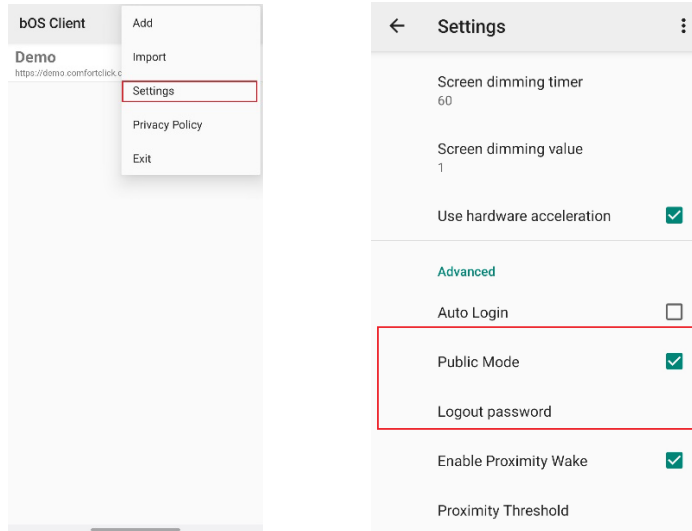 bOS Client
Add
Demo
https://demo.comfortclick.c
Import
Settings
Privacy Policy
Exit
Settings
Screen dimming timer
60
Screen dimming value
1
Use hardware acceleration
Advanced
Auto Login
Public Mode
Logout password
Enable Proximity Wake
Proximity Threshold